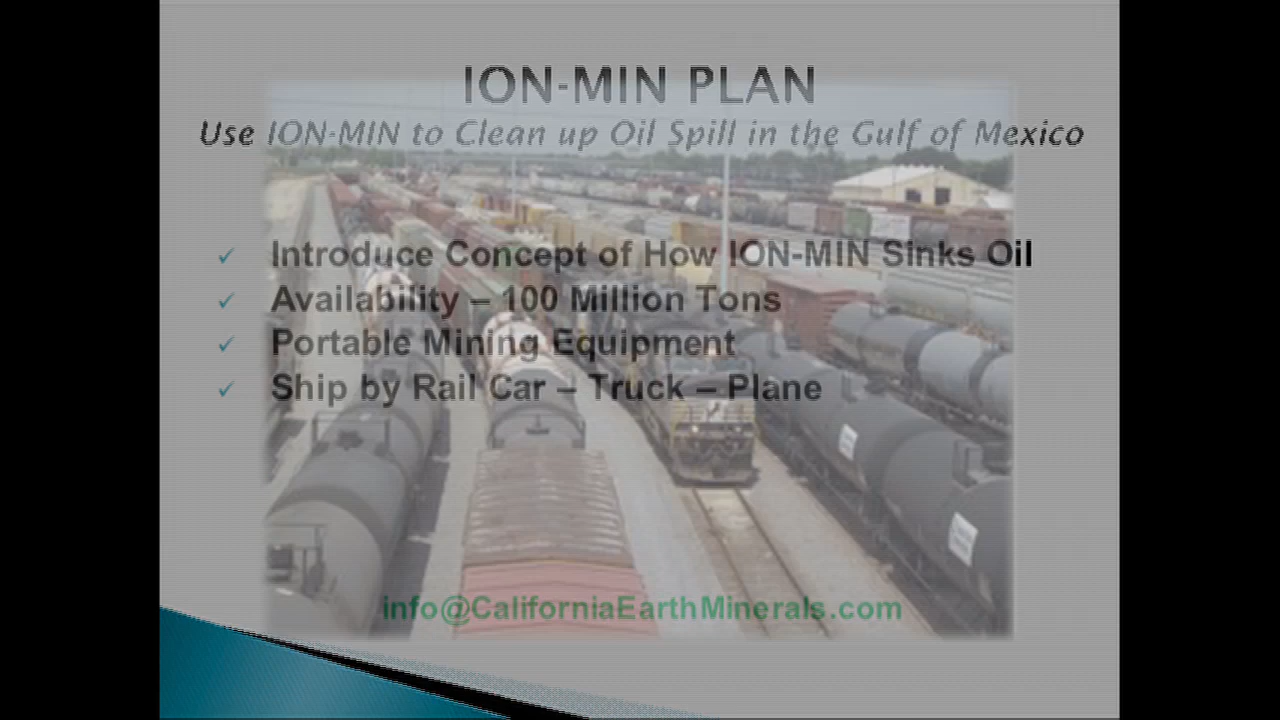 ION-MIN PLAN
Use ION-MIN to Clean up Oil Spill in the Gulf of Mexico
✓ Introduce Concept of How ION-MIN Sinks Oil
✓ Availability – 100 Million Tons
✓ Portable Mining Equipment
✓ Ship by Rail Car – Truck – Plane
info@CaliforniaEarthMinerals.com